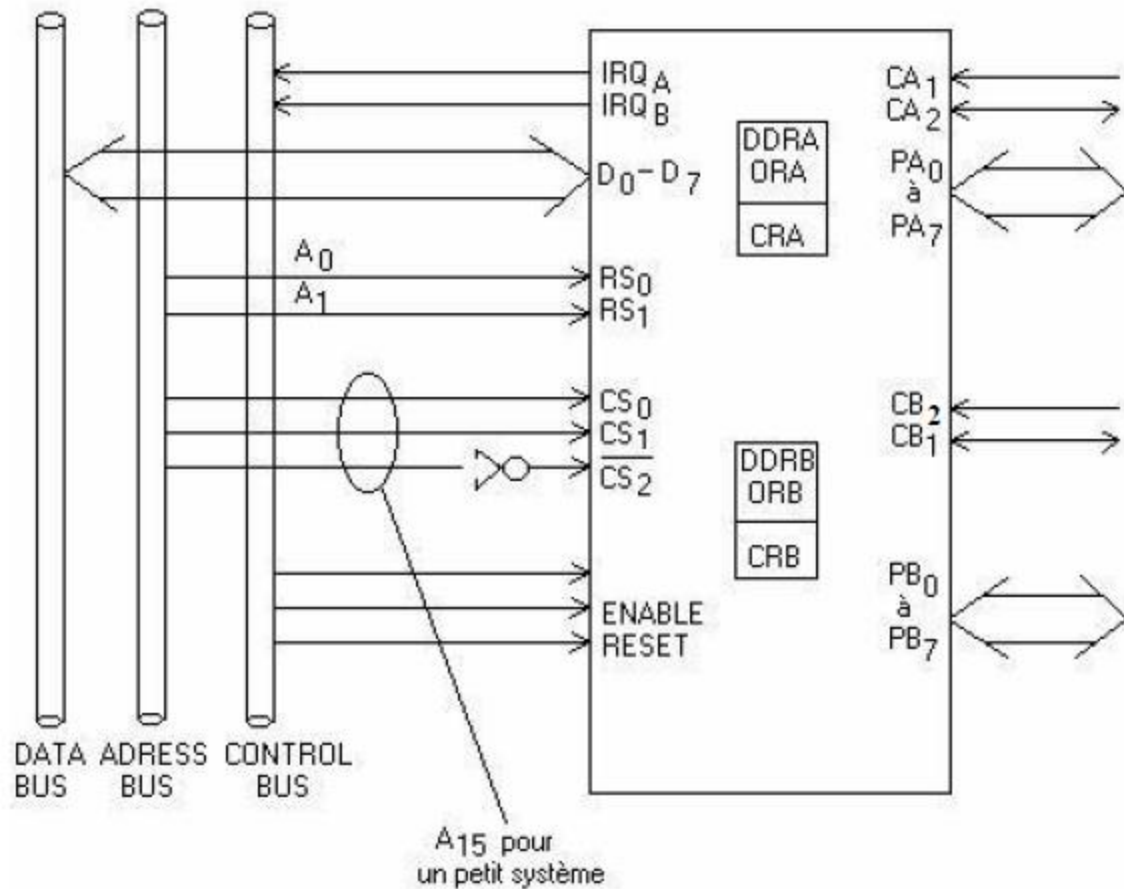 IRQA
IRQB
D0-D7
A0
RS0
A1
RS1
CS0
CS1
CS2
ENABLE
RESET
DDRA
ORA
CRA
DDRB
ORB
CRB
CA1
CA2
PA0
à
PA7
CB2
CB1
PB0
à
PB7
DATA BUS
ADRESS BUS
CONTROL BUS
A15 pour
un petit système